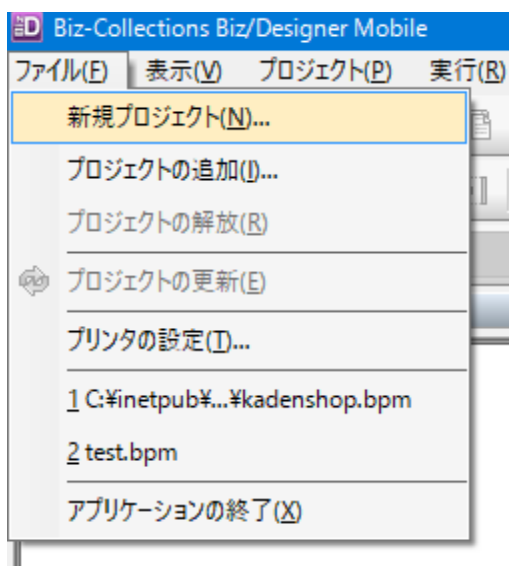 Biz-Collections Biz/Designer Mobile
ファイル(F) 表示(V) プロジェクト(P) 実行(R)
新規プロジェクト(N)...
プロジェクトの追加(I)...
プロジェクトの解放(R)
プロジェクトの更新(E)
プリンタの設定(T)...
1 C:¥inetpub¥...¥kadenshop.bpm
2 test.bpm
アプリケーションの終了(X)